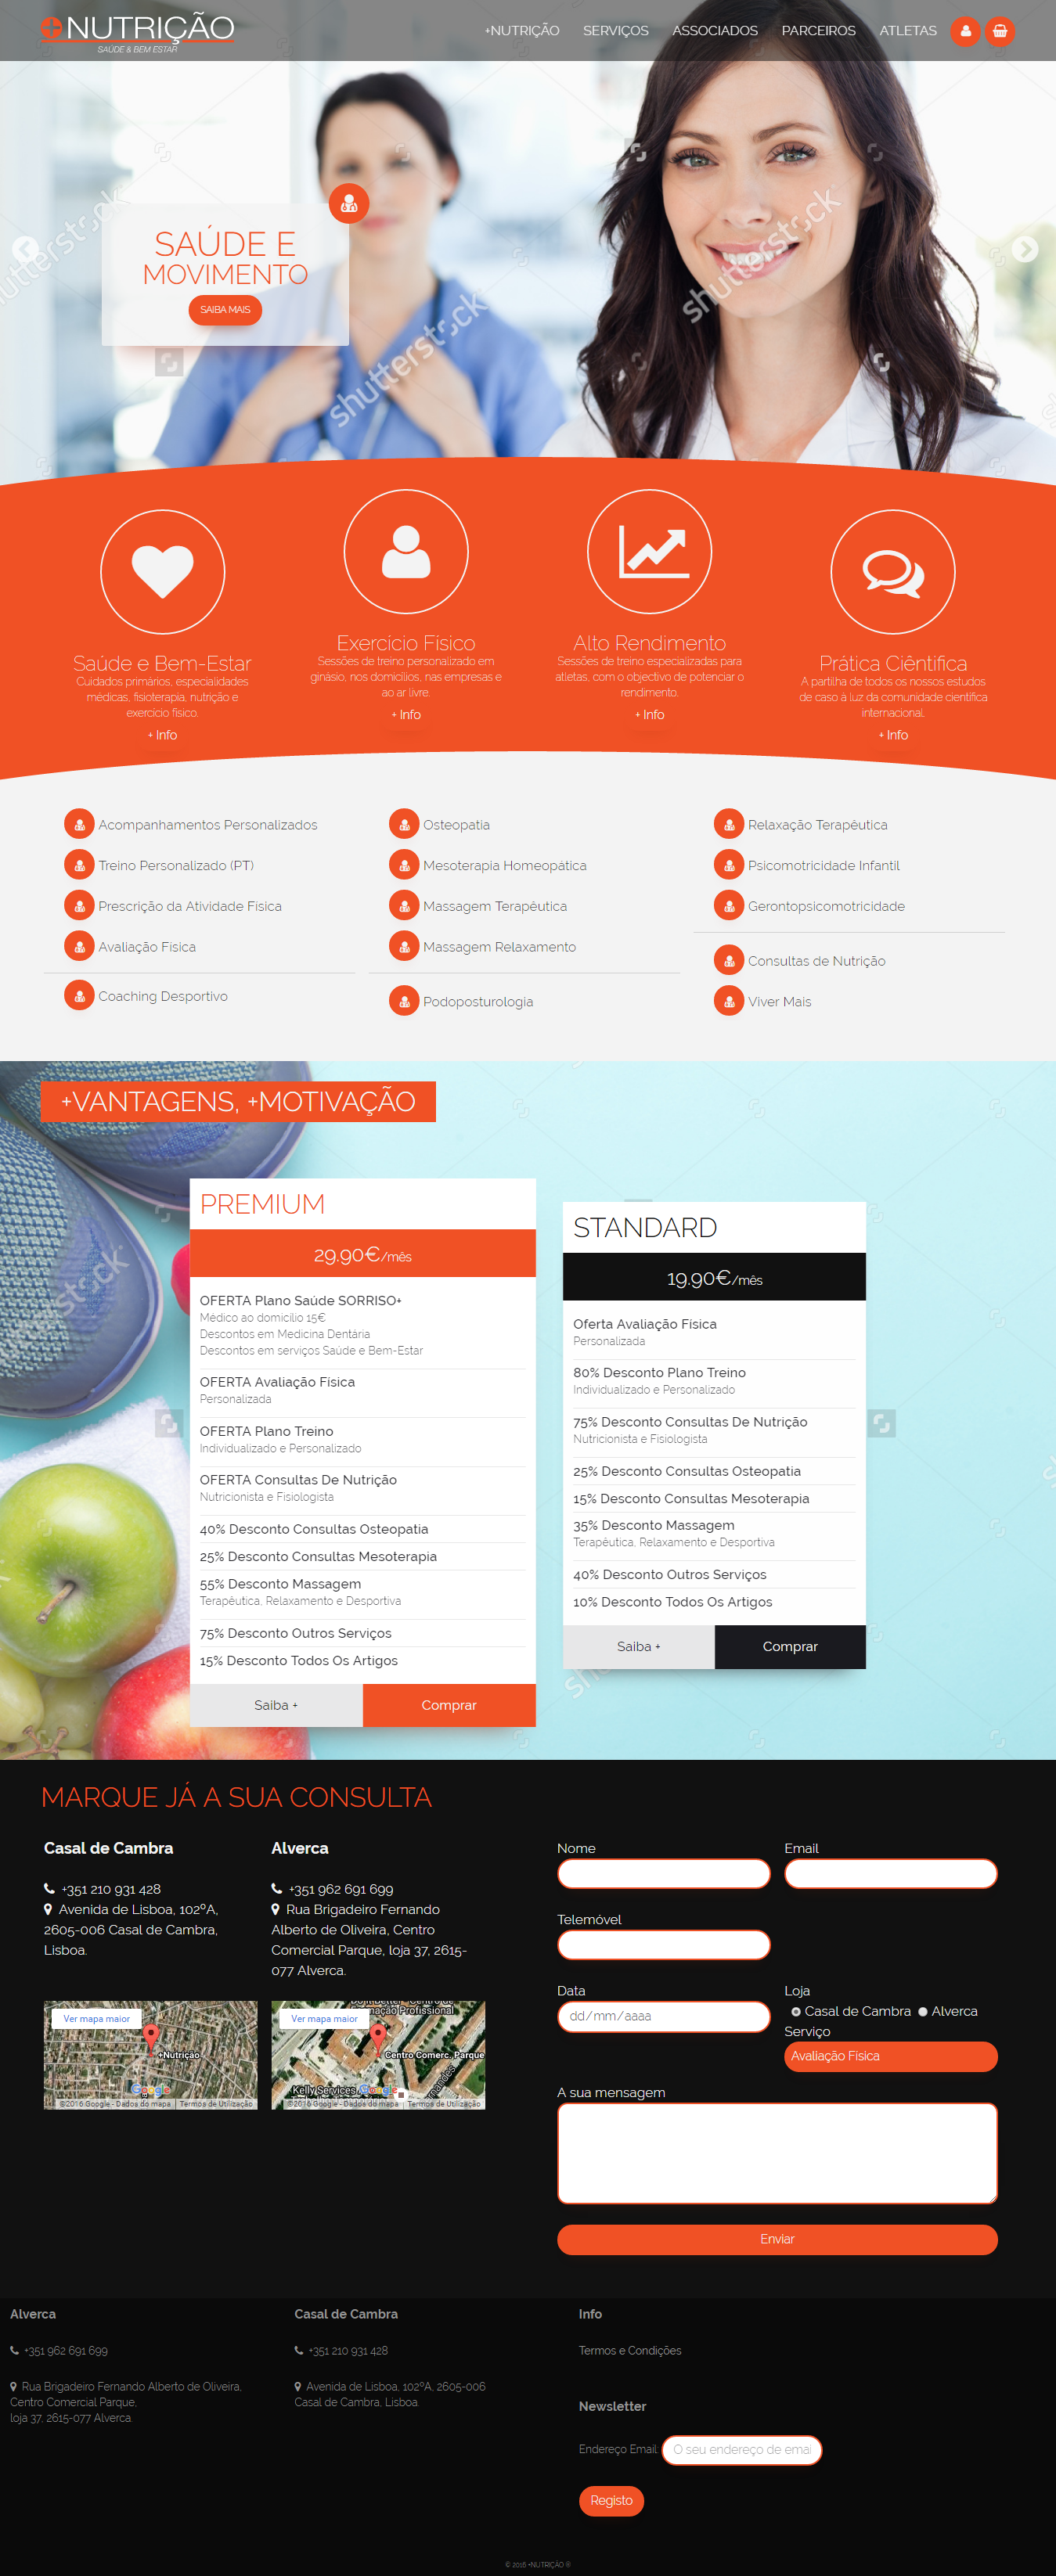 +NUTRIÇÃO
SAÚDE & BEM ESTAR
+NUTRIÇÃO SERVIÇOS ASSOCIADOS PARCEIROS ATLETAS
shutterstock
shutterstock
shutterstock
SAÚDE E
MOVIMENTO
SAIBA MAIS
Saúde e Bem-Estar
Cuidados primários, especialidades
médicas, fisioterapia, nutrição e
exercício físico.
+ Info
Exercício Físico
Sessões de treino personalizado em
ginásio, nos domicílios, nas empresas e
ao ar livre.
+ Info
Alto Rendimento
Sessões de treino especializadas para
atletas, com o objectivo de potenciar o
rendimento.
+ Info
Prática Ciêntifica
A partilha de todos os nossos estudos
de caso à luz da comunidade científica
internacional.
+ Info
Acompanhamentos Personalizados
Treino Personalizado (PT)
Prescrição da Atividade Física
Avaliação Física
Coaching Desportivo
Osteopatia
Mesoterapia Homeopática
Massagem Terapêutica
Massagem Relaxamento
Podoposturologia
Relaxação Terapêutica
Psicomotricidade Infantil
Gerontopsicomotricidade
Consultas de Nutrição
Viver Mais
+VANTAGENS, +MOTIVAÇÃO
PREMIUM
29.90€/mês
OFERTA Plano Saúde SORRISO+
Médico ao domicílio 15€
Descontos em Medicina Dentária
Descontos em serviços Saúde e Bem-Estar
OFERTA Avaliação Física
Personalizada
OFERTA Plano Treino
Individualizado e Personalizado
OFERTA Consultas De Nutrição
Nutricionista e Fisiologista
40% Desconto Consultas Osteopatia
25% Desconto Consultas Mesoterapia
55% Desconto Massagem
Terapêutica, Relaxamento e Desportiva
75% Desconto Outros Serviços
15% Desconto Todos Os Artigos
Saiba + Comprar
STANDARD
19.90€/mês
Oferta Avaliação Física
Personalizada
80% Desconto Plano Treino
Individualizado e Personalizado
75% Desconto Consultas De Nutrição
Nutricionista e Fisiologista
25% Desconto Consultas Osteopatia
15% Desconto Consultas Mesoterapia
35% Desconto Massagem
Terapêutica, Relaxamento e Desportiva
40% Desconto Outros Serviços
10% Desconto Todos Os Artigos
Saiba + Comprar
MARQUE JÁ A SUA CONSULTA
Casal de Cambra
+351 210 931 428
Avenida de Lisboa, 102ºA,
2605-006 Casal de Cambra,
Lisboa.
Ver mapa maior
+Nutrição
Google
©2016 Google - Dados do mapa Termos de Utilização
Alverca
+351 962 691 699
Rua Brigadeiro Fernando
Alberto de Oliveira, Centro
Comercial Parque, loja 37, 2615-
077 Alverca.
Ver mapa maior
Centro Comerc. Parque
Kelly Services
Google
©2016 Google - Dados do mapa Termos de Utilização
Nome
Email
Telemóvel
Data
dd/mm/aaaa
Loja
Casal de Cambra Alverca
Serviço
Avaliação Física
A sua mensagem
Enviar
Alverca
+351 962 691 699
Rua Brigadeiro Fernando Alberto de Oliveira,
Centro Comercial Parque,
loja 37, 2615-077 Alverca.
Casal de Cambra
+351 210 931 428
Avenida de Lisboa, 102ºA, 2605-006
Casal de Cambra, Lisboa.
Info
Termos e Condições
Newsletter
Endereço Email: O seu endereço de emai
Registo
© 2016 +NUTRIÇÃO ®